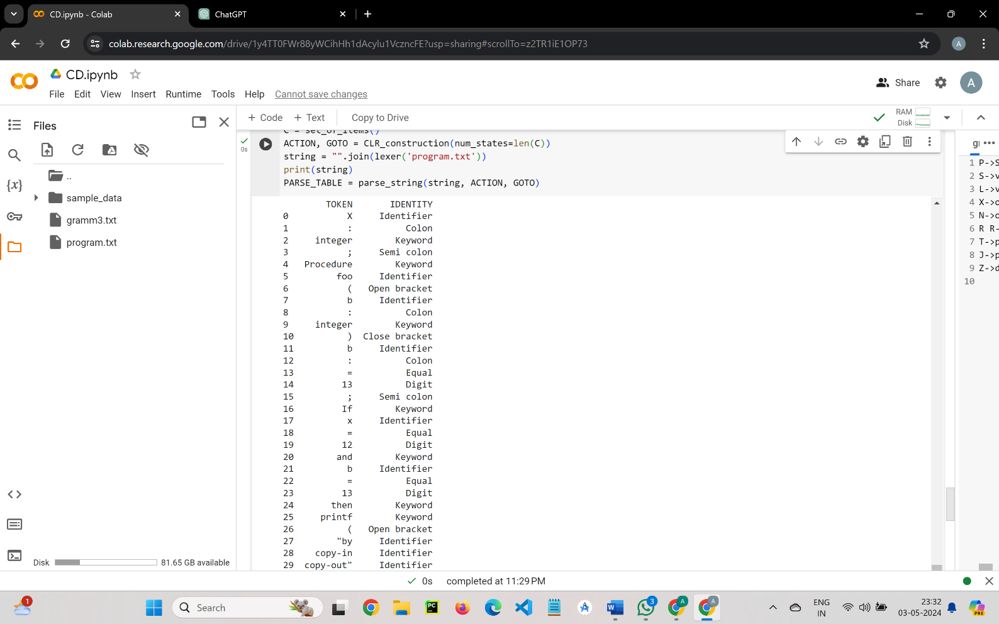 CD.ipynb - Colab
ChatGPT
colab.research.google.com/drive/1y4TT0FWr88yWCihHh1dAcylu1VczncFE?usp=sharing#scrollTo=z2TR1iE1OP73
A
CD.ipynb
File Edit View Insert Runtime Tools Help Cannot save changes
Share
A
Files
+ Code + Text Copy to Drive
RAM
Disk
..
sample_data
gramm3.txt
program.txt
Disk 81.65 GB available
0s
C = set_of_items()
ACTION, GOTO = CLR_construction(num_states=len(C))
string = "".join(lexer('program.txt'))
print(string)
PARSE_TABLE = parse_string(string, ACTION, GOTO)
TOKEN IDENTITY
0 X Identifier
1 : Colon
2 integer Keyword
3 ; Semi colon
4 Procedure Keyword
5 foo Identifier
6 ( Open bracket
7 b Identifier
8 : Colon
9 integer Keyword
10 ) Close bracket
11 b Identifier
12 : Colon
13 = Equal
14 13 Digit
15 ; Semi colon
16 If Keyword
17 x Identifier
18 = Equal
19 12 Digit
20 and Keyword
21 b Identifier
22 = Equal
23 13 Digit
24 then Keyword
25 printf Keyword
26 ( Open bracket
27 "by Identifier
28 copy-in Identifier
29 copy-out" Identifier
1 P->S
2 S->v
3 L->v
4 X->o
5 N->o
6 R R-
7 T->p
8 J->p
9 Z->d
10
0s completed at 11:29 PM
1
Search
PC
W
3
A
A
ENG
IN
23:32
03-05-2024
PRE